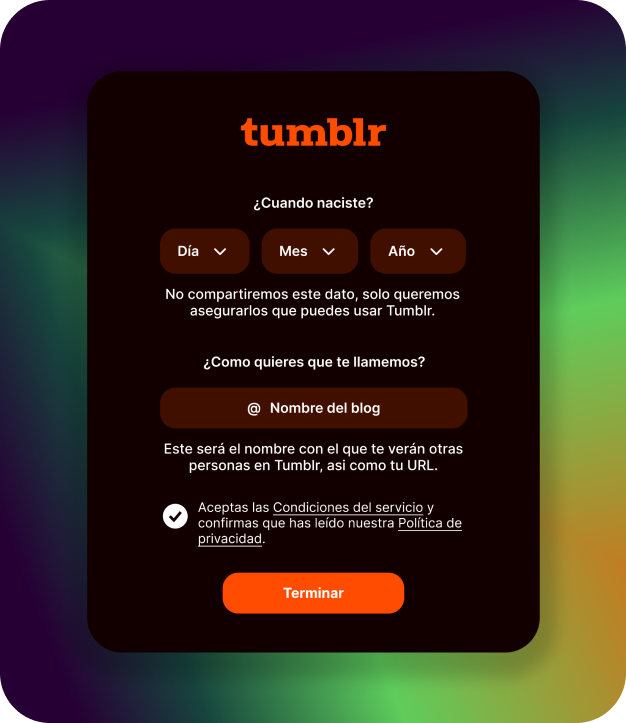 tumblr
¿Cuando naciste?
Día Mes Año
No compartiremos este dato, solo queremos
asegurarlos que puedes usar Tumblr.
¿Como quieres que te llamemos?
@ Nombre del blog
Este será el nombre con el que te verán otras
personas en Tumblr, asi como tu URL.
Aceptas las Condiciones del servicio y
confirmas que has leído nuestra Política de
privacidad.
Terminar